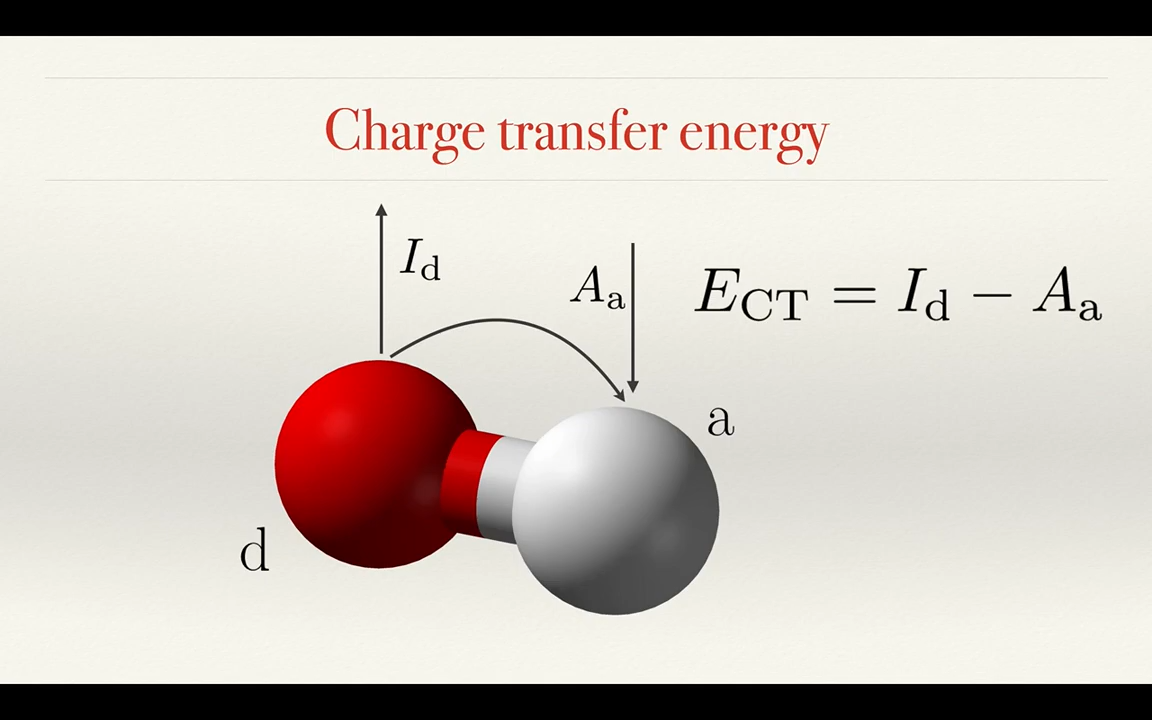 Charge transfer energy
I_d
A_a
E_CT = I_d − A_a
a
d